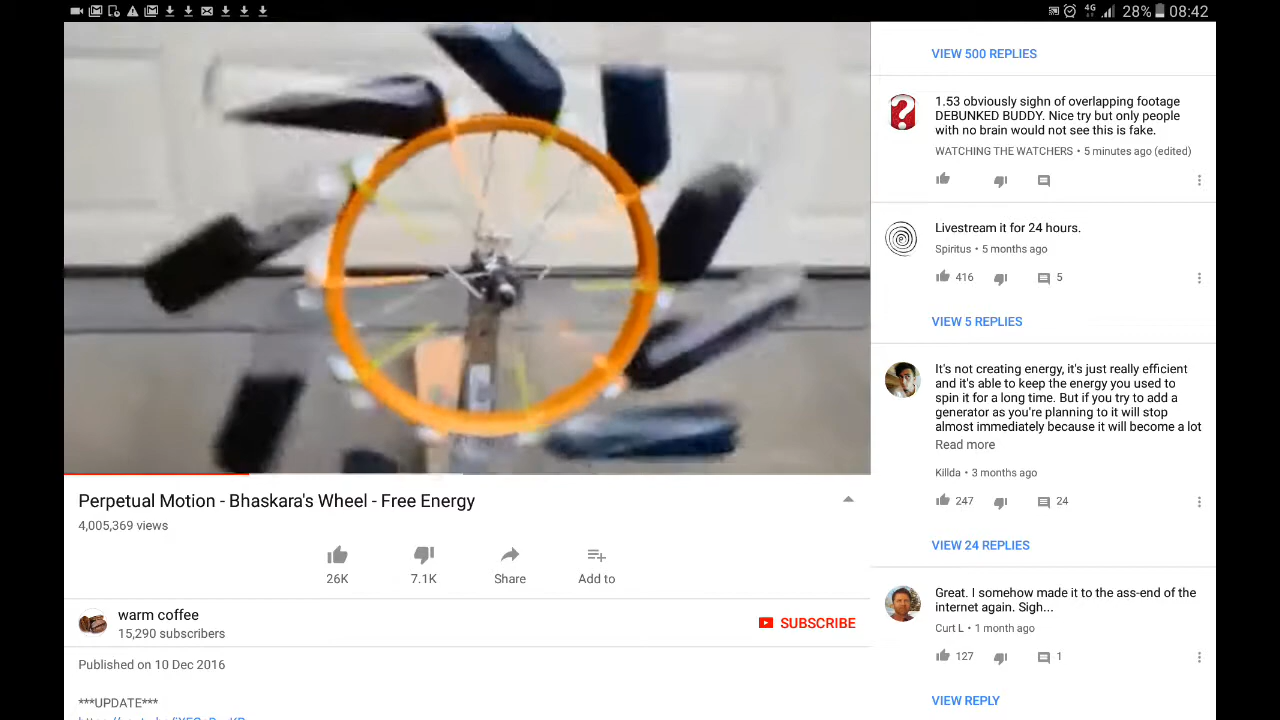 4G 28% 08:42
Perpetual Motion - Bhaskara's Wheel - Free Energy
4,005,369 views
26K
7.1K
Share
Add to
warm coffee
15,290 subscribers
SUBSCRIBE
Published on 10 Dec 2016
***UPDATE***
VIEW 500 REPLIES
1.53 obviously sighn of overlapping footage
DEBUNKED BUDDY. Nice try but only people
with no brain would not see this is fake.
WATCHING THE WATCHERS • 5 minutes ago (edited)
Livestream it for 24 hours.
Spiritus • 5 months ago
416 5
VIEW 5 REPLIES
It's not creating energy, it's just really efficient
and it's able to keep the energy you used to
spin it for a long time. But if you try to add a
generator as you're planning to it will stop
almost immediately because it will become a lot
Read more
Killda • 3 months ago
247 24
VIEW 24 REPLIES
Great. I somehow made it to the ass-end of the
internet again. Sigh...
Curt L • 1 month ago
127 1
VIEW REPLY